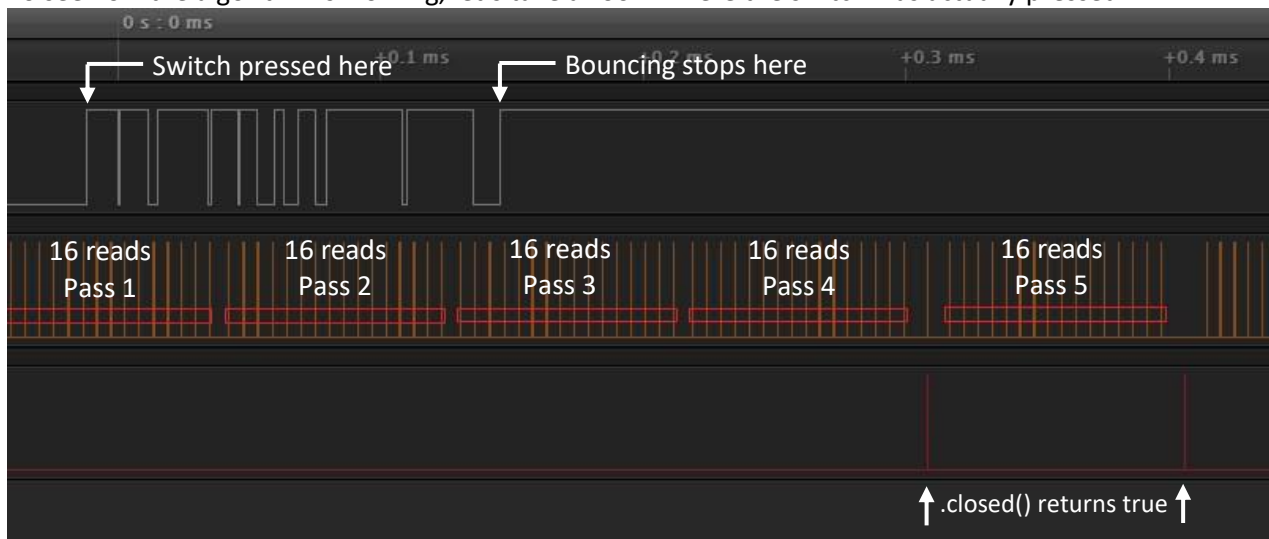 0 s : 0 ms
+0.1 ms +0.2 ms +0.3 ms +0.4 ms
Switch pressed here
Bouncing stops here
16 reads
Pass 1
16 reads
Pass 2
16 reads
Pass 3
16 reads
Pass 4
16 reads
Pass 5
.closed() returns true